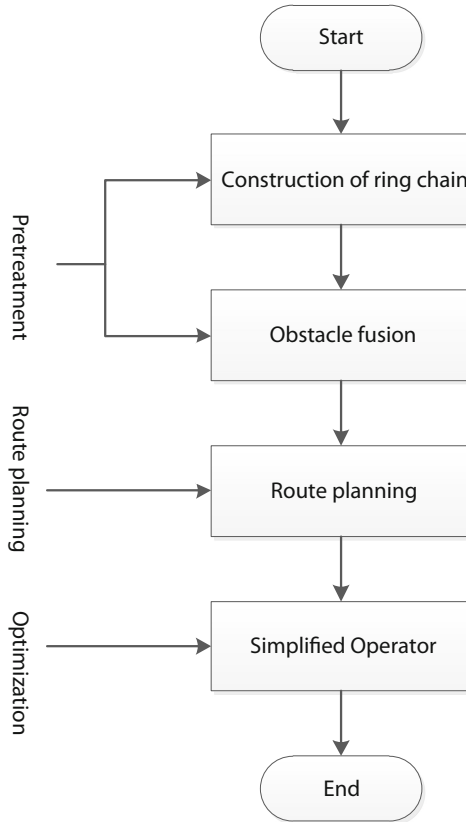 Start
Construction of ring chain
Pretreatment
Obstacle fusion
Route planning
Route planning
Optimization
Simplified Operator
End